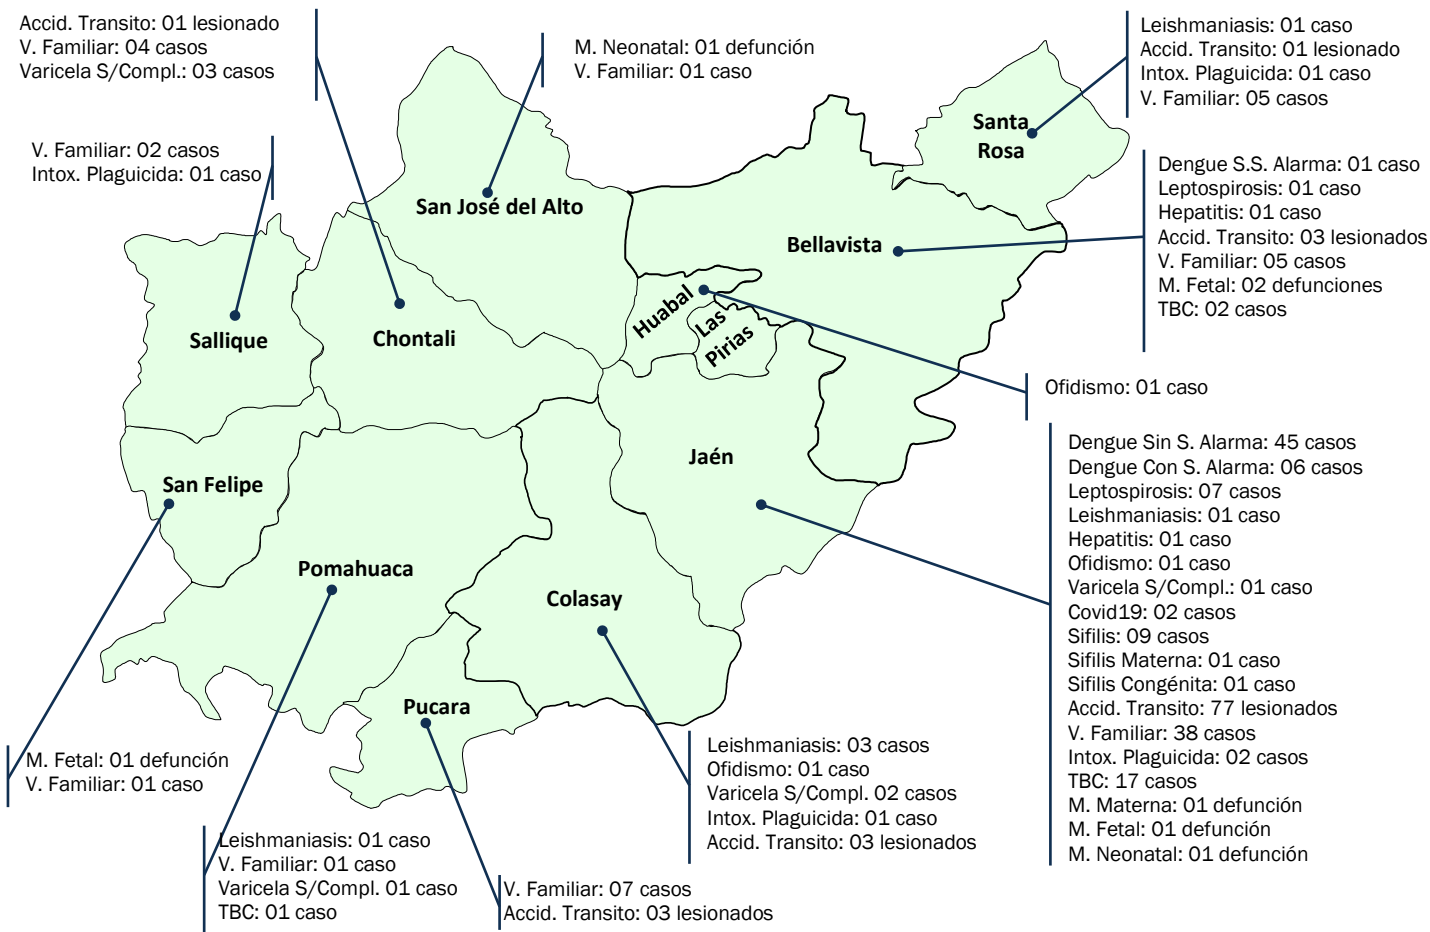 Accid. Transito: 01 lesionado
V. Familiar: 04 casos
Varicela S/Compl.: 03 casos
M. Neonatal: 01 defunción
V. Familiar: 01 caso
Leishmaniasis: 01 caso
Accid. Transito: 01 lesionado
Intox. Plaguicida: 01 caso
V. Familiar: 05 casos
V. Familiar: 02 casos
Intox. Plaguicida: 01 caso
Santa
Rosa
Dengue S.S. Alarma: 01 caso
Leptospirosis: 01 caso
Hepatitis: 01 caso
Accid. Transito: 03 lesionados
V. Familiar: 05 casos
M. Fetal: 02 defunciones
TBC: 02 casos
San José del Alto
Bellavista
Huabal
Las
Pirias
Sallique
Chontali
Ofidismo: 01 caso
Jaén
San Felipe
Pomahuaca
Colasay
Pucara
Dengue Sin S. Alarma: 45 casos
Dengue Con S. Alarma: 06 casos
Leptospirosis: 07 casos
Leishmaniasis: 01 caso
Hepatitis: 01 caso
Ofidismo: 01 caso
Varicela S/Compl.: 01 caso
Covid19: 02 casos
Sifilis: 09 casos
Sifilis Materna: 01 caso
Sifilis Congénita: 01 caso
Accid. Transito: 77 lesionados
V. Familiar: 38 casos
Intox. Plaguicida: 02 casos
TBC: 17 casos
M. Materna: 01 defunción
M. Fetal: 01 defunción
M. Neonatal: 01 defunción
M. Fetal: 01 defunción
V. Familiar: 01 caso
Leishmaniasis: 03 casos
Ofidismo: 01 caso
Varicela S/Compl. 02 casos
Intox. Plaguicida: 01 caso
Accid. Transito: 03 lesionados
Leishmaniasis: 01 caso
V. Familiar: 01 caso
Varicela S/Compl. 01 caso
TBC: 01 caso
V. Familiar: 07 casos
Accid. Transito: 03 lesionados